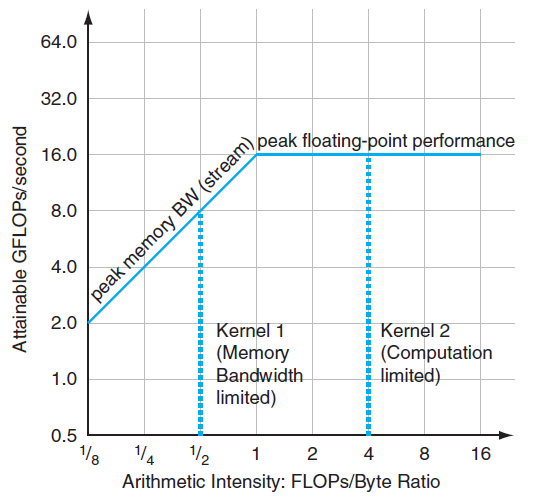 64.0
32.0
16.0
8.0
4.0
2.0
1.0
0.5
Attainable GFLOPs/second
peak memory BW (stream)
peak floating-point performance
Kernel 1
(Memory
Bandwidth
limited)
Kernel 2
(Computation
limited)
1/8 1/4 1/2 1 2 4 8 16
Arithmetic Intensity: FLOPs/Byte Ratio